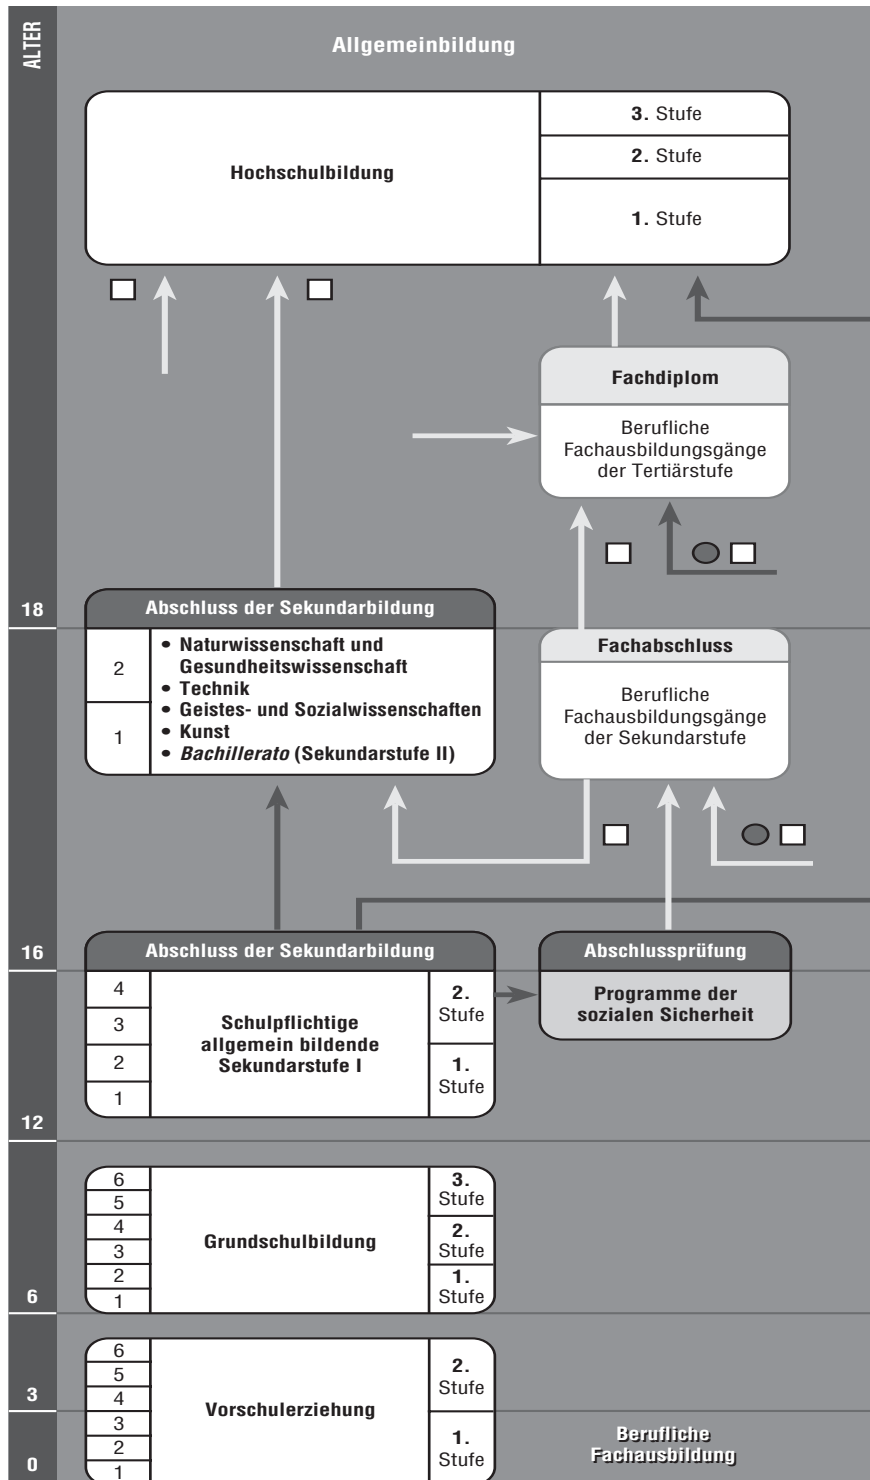 ALTER
Allgemeinbildung
Hochschulbildung
3. Stufe
2. Stufe
1. Stufe
Fachdiplom
Berufliche
Fachausbildungsgänge
der Tertiärstufe
18
Abschluss der Sekundarbildung
2
1
• Naturwissenschaft und
Gesundheitswissenschaft
• Technik
• Geistes- und Sozialwissenschaften
• Kunst
• Bachillerato (Sekundarstufe II)
Fachabschluss
Berufliche
Fachausbildungsgänge
der Sekundarstufe
16
Abschluss der Sekundarbildung
4
3
2
1
Schulpflichtige
allgemein bildende
Sekundarstufe I
2.
Stufe
1.
Stufe
Abschlussprüfung
Programme der
sozialen Sicherheit
12
6
5
4
3
2
1
Grundschulbildung
3.
Stufe
2.
Stufe
1.
Stufe
6
6
5
4
3
2
1
Vorschulerziehung
2.
Stufe
1.
Stufe
3
0
Berufliche
Fachausbildung